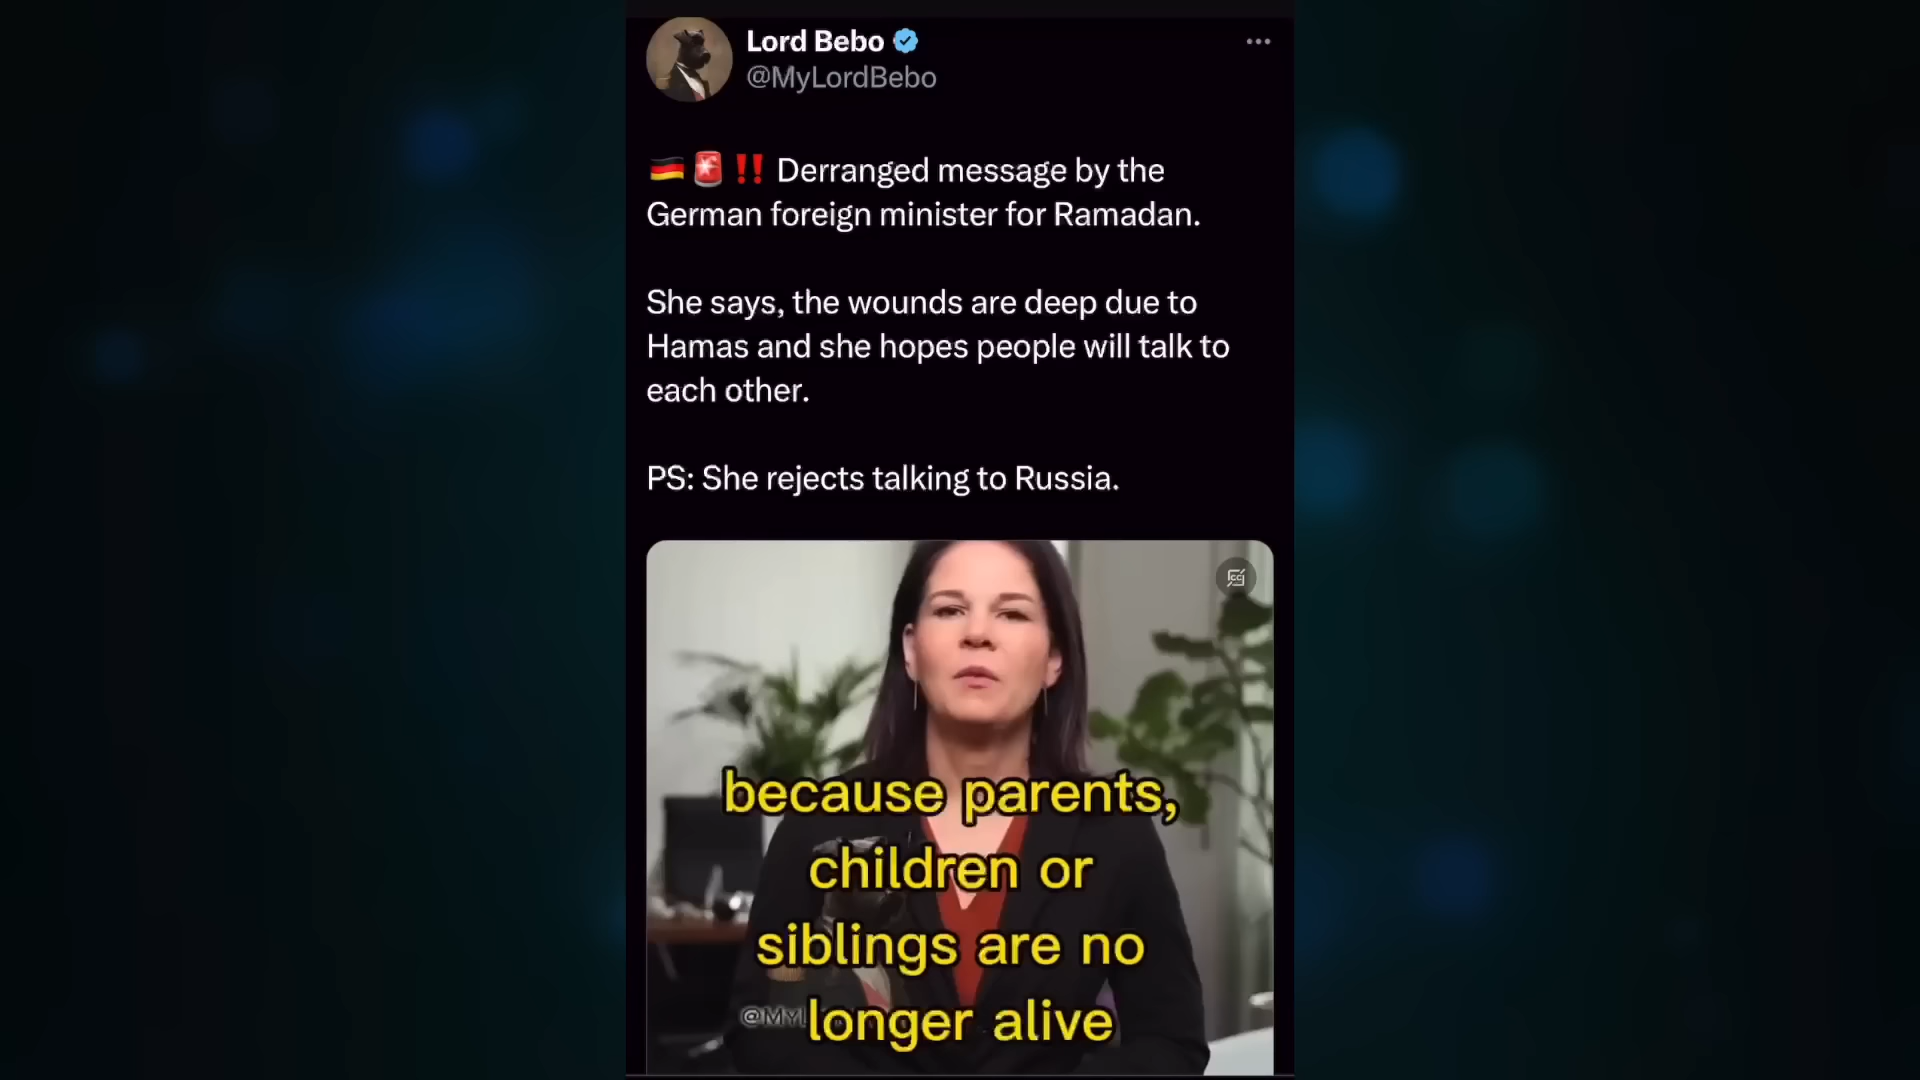 Lord Bebo
@MyLordBebo
Derranged message by the
German foreign minister for Ramadan.
She says, the wounds are deep due to
Hamas and she hopes people will talk to
each other.
PS: She rejects talking to Russia.
because parents,
children or
siblings are no
longer alive